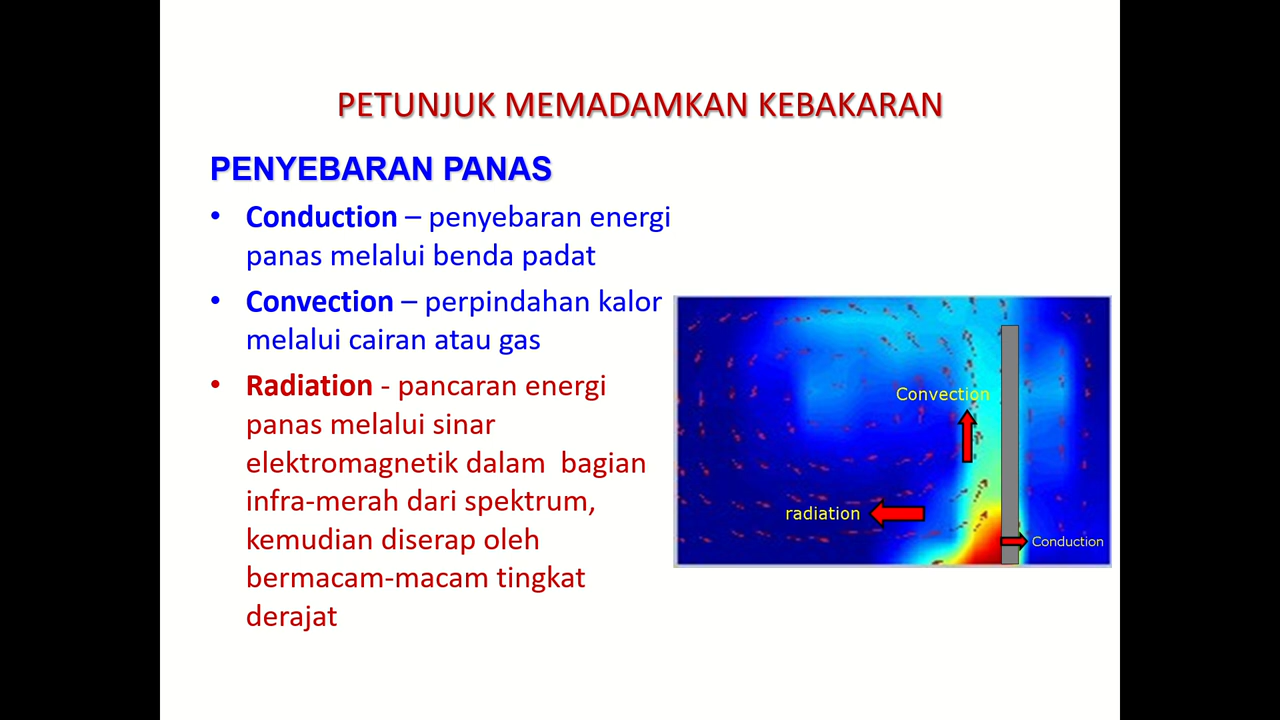 PETUNJUK MEMADAMKAN KEBAKARAN
PENYEBARAN PANAS
• Conduction – penyebaran energi
panas melalui benda padat
• Convection – perpindahan kalor
melalui cairan atau gas
• Radiation - pancaran energi
panas melalui sinar
elektromagnetik dalam  bagian
infra-merah dari spektrum,
kemudian diserap oleh
bermacam-macam tingkat
derajat
Convection
radiation
Conduction